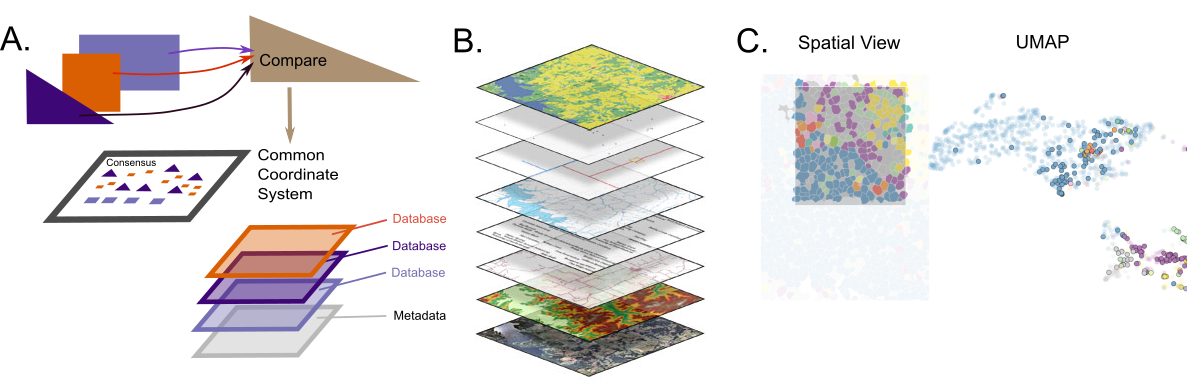 A.
Compare
Consensus
Common
Coordinate
System
Database
Database
Database
Metadata
B.
C.
Spatial View
UMAP